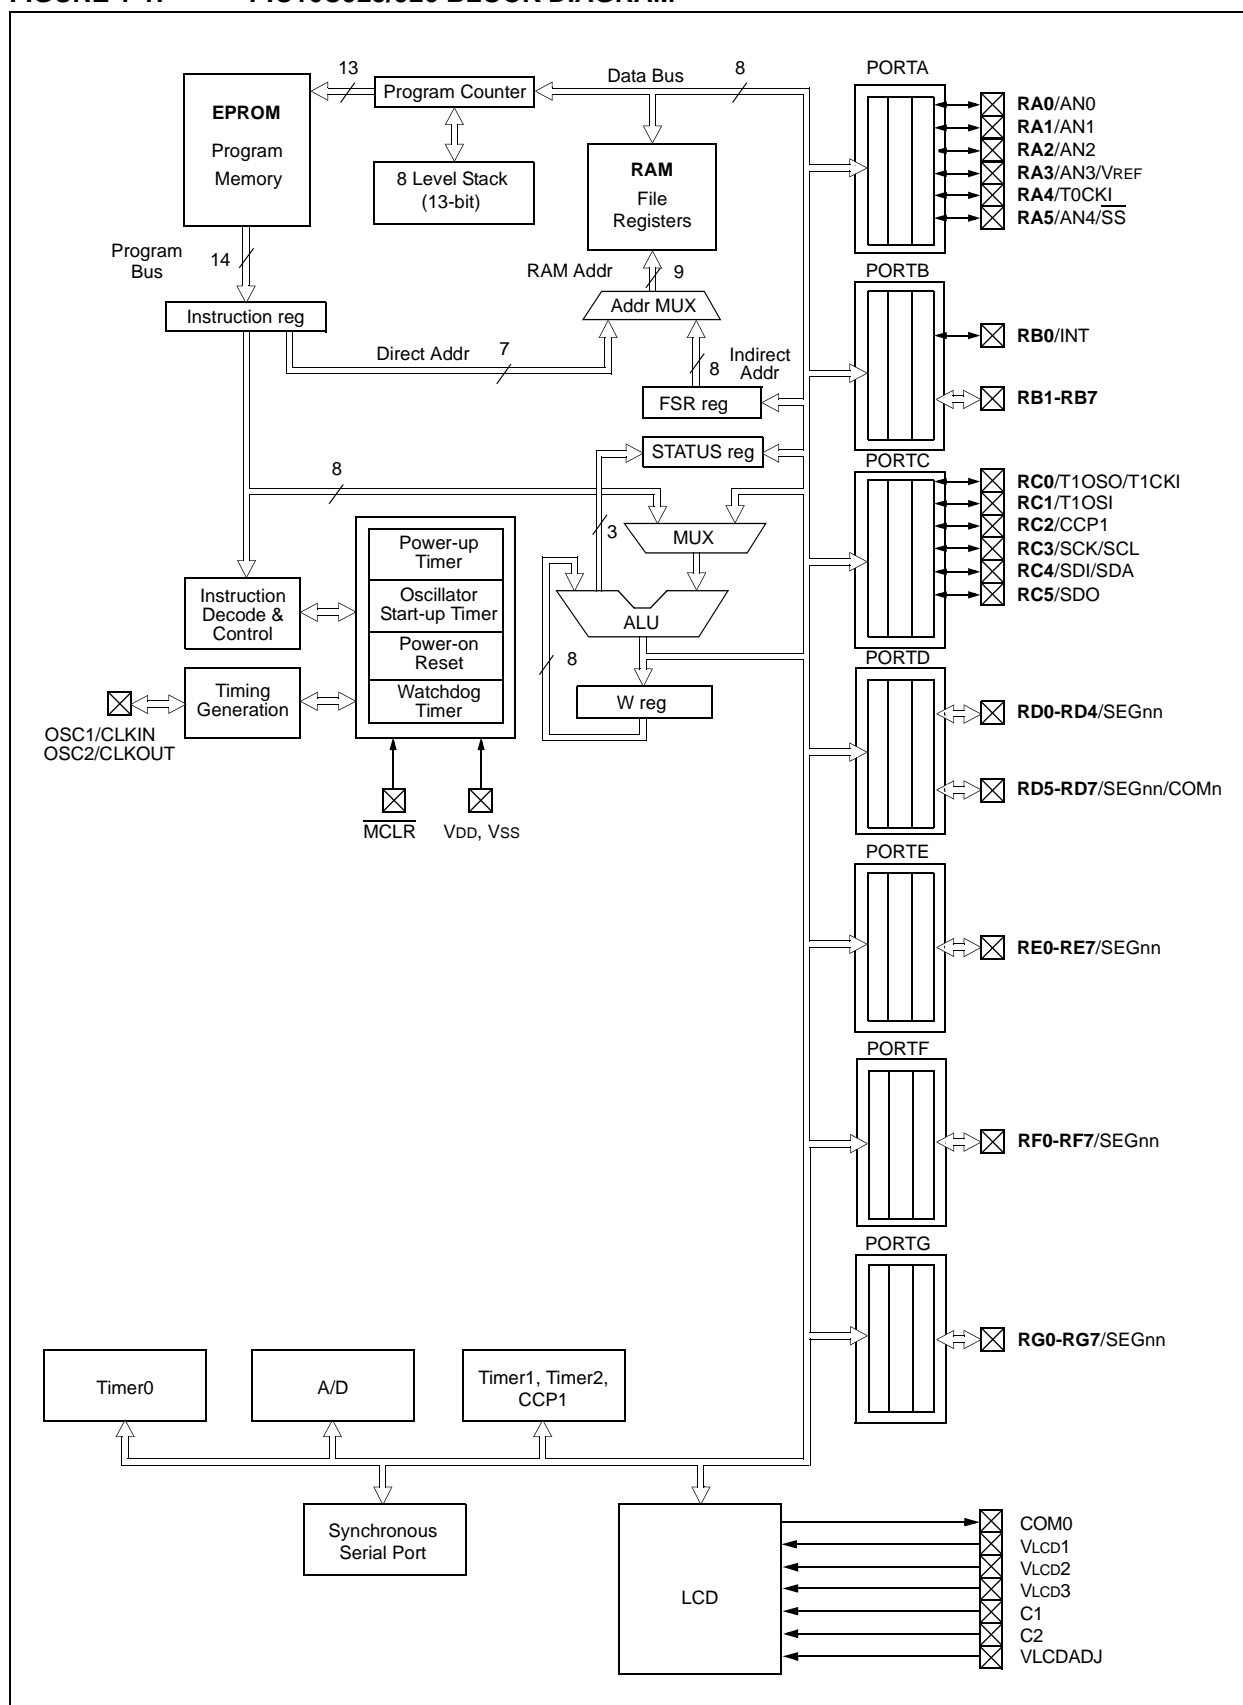 13
Data Bus
8
PORTA
EPROM
Program
Memory
Program Counter
8 Level Stack
(13-bit)
RAM
File
Registers
RA0/AN0
RA1/AN1
RA2/AN2
RA3/AN3/VREF
RA4/T0CKI
RA5/AN4/SS
Program
Bus
14
RAM Addr
9
PORTB
Instruction reg
Addr MUX
RB0/INT
Direct Addr
7
8
Indirect
Addr
RB1-RB7
FSR reg
STATUS reg
PORTC
8
3
MUX
RC0/T1OSO/T1CKI
RC1/T1OSI
RC2/CCP1
RC3/SCK/SCL
RC4/SDI/SDA
RC5/SDO
Power-up
Timer
Oscillator
Start-up Timer
Power-on
Reset
Watchdog
Timer
Instruction
Decode &
Control
ALU
8
W reg
Timing
Generation
OSC1/CLKIN
OSC2/CLKOUT
MCLR
VDD, VSS
PORTD
RD0-RD4/SEGnn
RD5-RD7/SEGnn/COMn
PORTE
RE0-RE7/SEGnn
PORTF
RF0-RF7/SEGnn
PORTG
RG0-RG7/SEGnn
Timer0
A/D
Timer1, Timer2,
CCP1
Synchronous
Serial Port
LCD
COM0
VLCD1
VLCD2
VLCD3
C1
C2
VLCDADJ